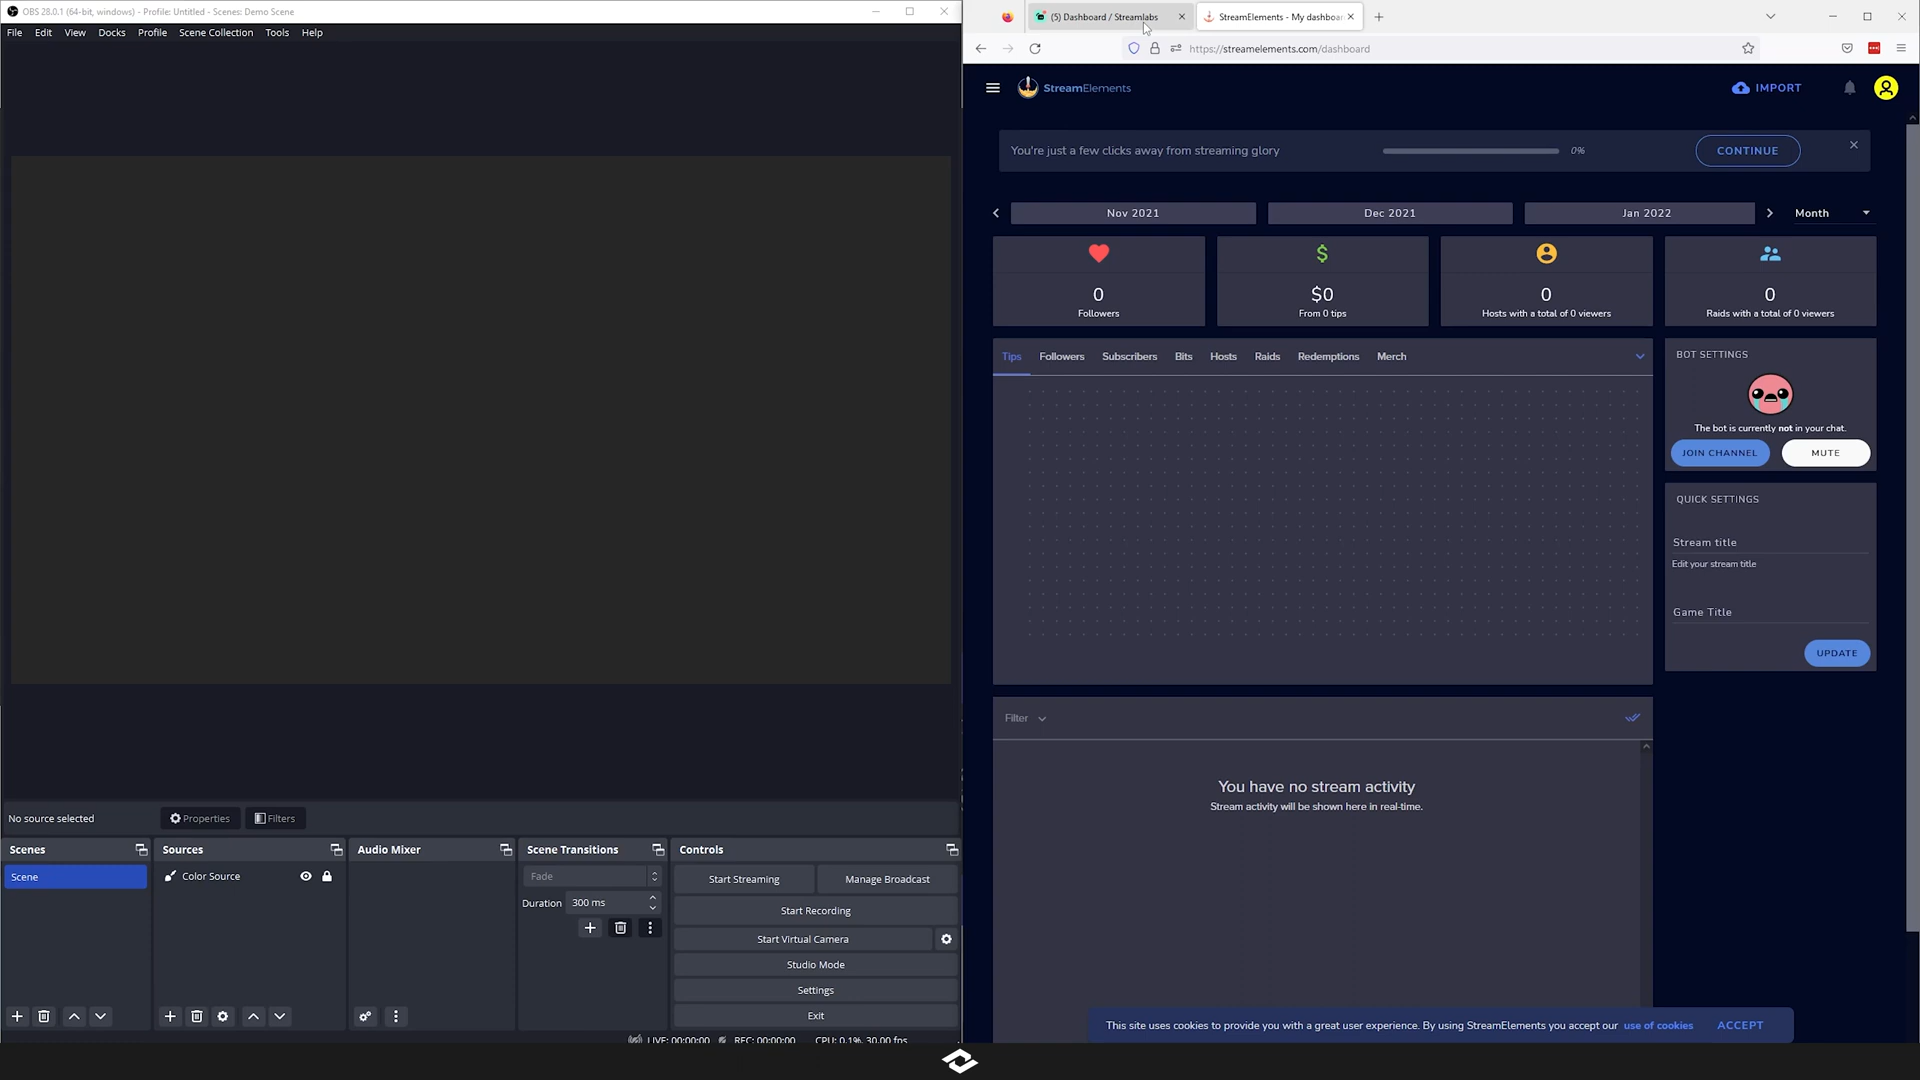 OBS 28.0.1 (64-bit, windows) - Profile: Untitled - Scenes: Demo Scene
File Edit View Docks Profile Scene Collection Tools Help
No source selected
Properties
Filters
Scenes
Scene
Sources
Color Source
Audio Mixer
Scene Transitions
Fade
Duration 300 ms
Controls
Start Streaming
Manage Broadcast
Start Recording
Start Virtual Camera
Studio Mode
Settings
Exit
LIVE: 00:00:00 REC: 00:00:00 CPU: 0.1%, 30.00 fps
(5) Dashboard / Streamlabs
StreamElements - My dashboar
https://streamelements.com/dashboard
StreamElements
IMPORT
You're just a few clicks away from streaming glory
0%
CONTINUE
Nov 2021
Dec 2021
Jan 2022
Month
0
Followers
$
$0
From 0 tips
0
Hosts with a total of 0 viewers
0
Raids with a total of 0 viewers
Tips Followers Subscribers Bits Hosts Raids Redemptions Merch
BOT SETTINGS
The bot is currently not in your chat.
JOIN CHANNEL
MUTE
QUICK SETTINGS
Stream title
Edit your stream title
Game Title
UPDATE
Filter
You have no stream activity
Stream activity will be shown here in real-time.
This site uses cookies to provide you with a great user experience. By using StreamElements you accept our use of cookies
ACCEPT